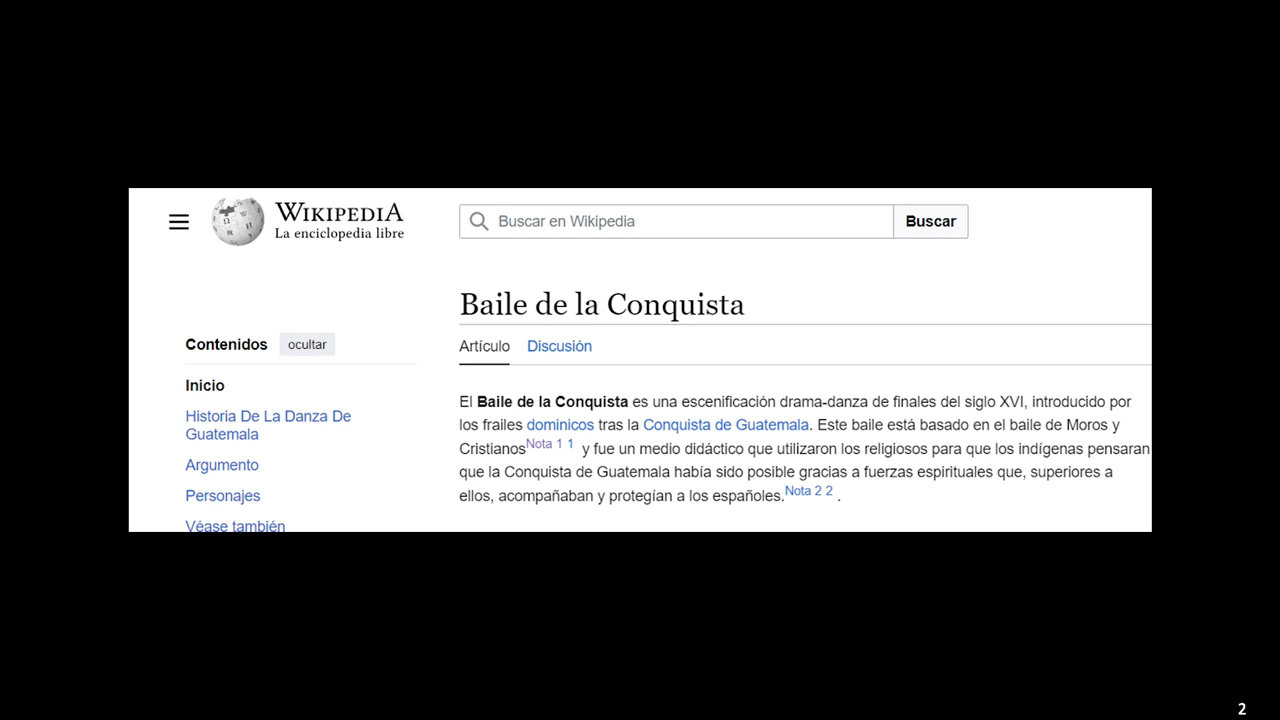 WIKIPEDIA
La enciclopedia libre
Buscar en Wikipedia
Buscar
Baile de la Conquista
Contenidos ocultar
Artículo Discusión
Inicio
Historia De La Danza De
Guatemala
Argumento
Personajes
Véase también
El Baile de la Conquista es una escenificación drama-danza de finales del siglo XVI, introducido por
los frailes dominicos tras la Conquista de Guatemala. Este baile está basado en el baile de Moros y
CristianosNota 1 1 y fue un medio didáctico que utilizaron los religiosos para que los indígenas pensaran
que la Conquista de Guatemala había sido posible gracias a fuerzas espirituales que, superiores a
ellos, acompañaban y protegían a los españoles.Nota 2 2 .
2